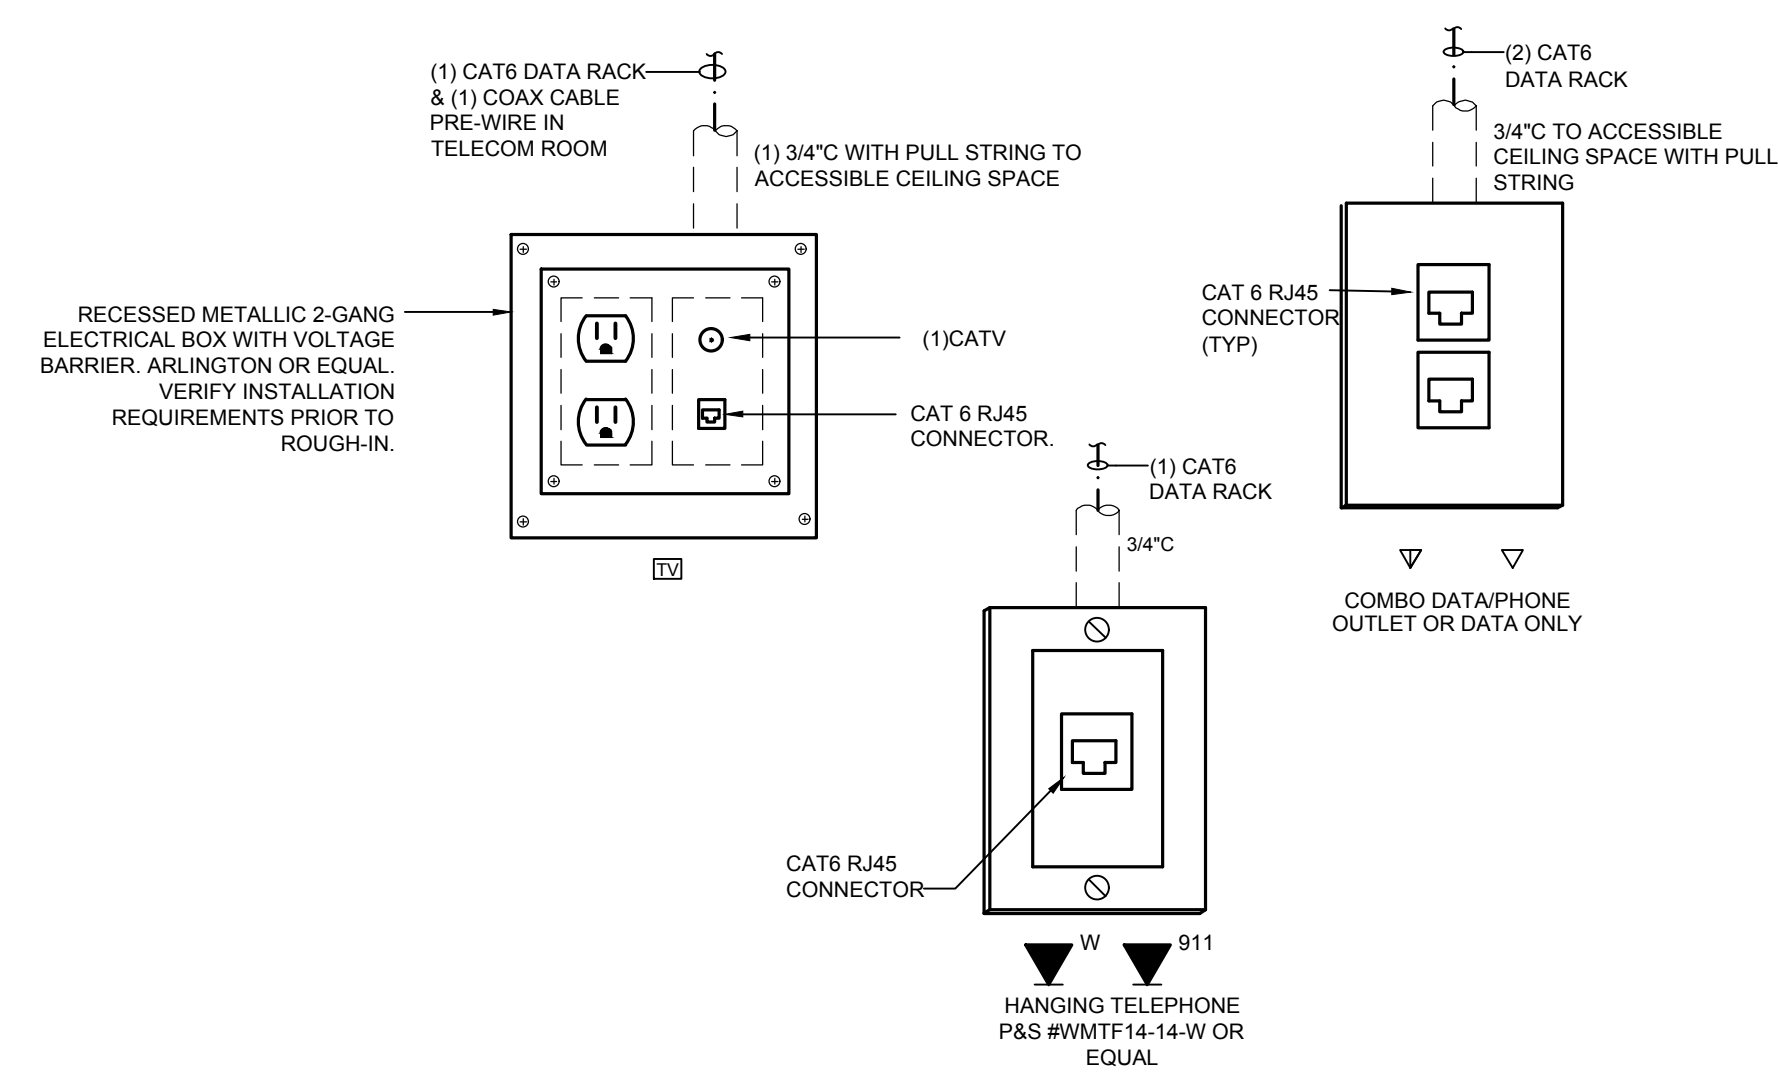 (1) CAT6 DATA RACK
& (1) COAX CABLE
PRE-WIRE IN
TELECOM ROOM
(1) 3/4"C WITH PULL STRING TO
ACCESSIBLE CEILING SPACE
RECESSED METALLIC 2-GANG
ELECTRICAL BOX WITH VOLTAGE
BARRIER. ARLINGTON OR EQUAL.
VERIFY INSTALLATION
REQUIREMENTS PRIOR TO
ROUGH-IN.
(1)CATV
CAT 6 RJ45
CONNECTOR.
TV
(2) CAT6
DATA RACK
3/4"C TO ACCESSIBLE
CEILING SPACE WITH PULL
STRING
CAT 6 RJ45
CONNECTOR
(TYP)
COMBO DATA/PHONE
OUTLET OR DATA ONLY
(1) CAT6
DATA RACK
3/4"C
CAT6 RJ45
CONNECTOR
W
911
HANGING TELEPHONE
P&S #WMTF14-14-W OR
EQUAL